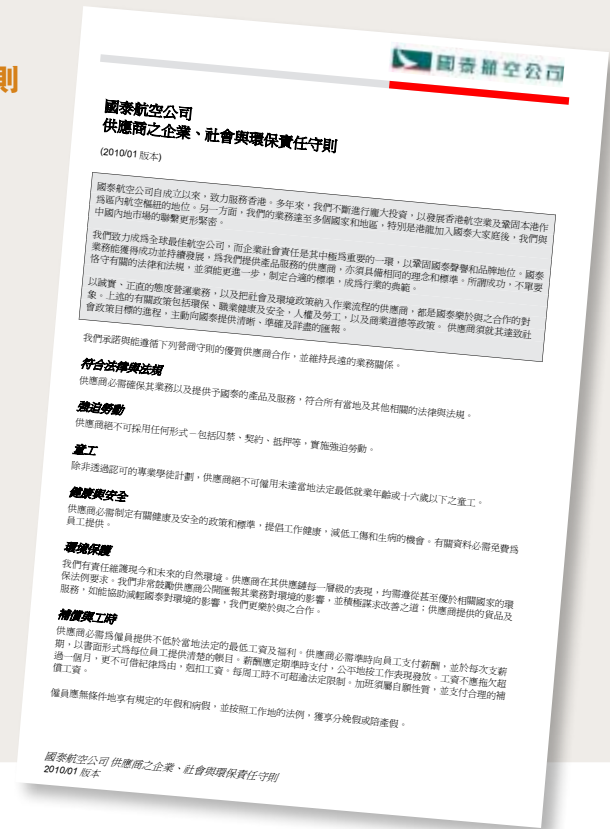 則
國泰航空公司
國泰航空公司
供應商之企業、社會與環保責任守則
(2010/01 版本)
國泰航空公司自成立以來，致力服務香港。多年來，我們不斷進行龐大投資，以發展香港航空業及鞏固本港作
為區內航空樞紐的地位。另一方面，我們的業務達至多個國家和地區，特別是港龍加入國泰大家庭後，我們與
中國內地市場的聯繫更形緊密。
我們致力成為全球最佳航空公司，而企業社會責任是其中極為重要的一環，以鞏固國泰聲譽和品牌地位。國泰
業務能獲得成功並持續發展，為我們提供產品服務的供應商，亦須具備相同的理念和標準。所謂成功，不單要
恪守有關的法律和法規，並須能更進一步，制定合適的標準，成為行業的典範。
以誠實、正直的態度營運業務，以及把社會及環境政策納入作業流程的供應商，都是國泰樂於與之合作的對
象。上述的有關政策包括環保、職業健康及安全，人權及勞工，以及商業道德等政策。 供應商須就其達致社
會政策目標的進程，主動向國泰提供清晰、準確及詳盡的匯報。
我們承諾與能遵循下列營商守則的優質供應商合作，並維持長遠的業務關係。
符合法律與法規
供應商必需確保其業務以及提供予國泰的產品及服務，符合所有當地及其他相關的法律與法規。
強迫勞動
供應商絕不可採用任何形式－包括囚禁、契約、抵押等，實施強迫勞動。
童工
除非透過認可的專業學徒計劃，供應商絕不可僱用未達當地法定最低就業年齡或十六歲以下之童工。
健康與安全
供應商必需制定有關健康及安全的政策和標準，提倡工作健康，減低工傷和生病的機會。有關資料必需免費為
員工提供。
環境保護
我們有責任維護現今和未來的自然環境。供應商在其供應鏈每一層級的表現，均需遵從甚至優於相關國家的環
保法例要求。我們非常鼓勵供應商公開匯報其業務對環境的影響，並積極謀求改善之道；供應商提供的貨品及
服務，如能協助減輕國泰對環境的影響，我們更樂於與之合作。
補償與工時
供應商必需為僱員提供不低於當地法定的最低工資及福利。供應商必需準時向員工支付薪酬，並於每次支薪
期，以書面形式為每位員工提供清楚的帳目。薪酬應定期準時支付，公平地按工作表現發放。工資不應拖欠超
過一個月，更不可借紀律為由，剋扣工資。每周工時不可超逾法定限制。加班須屬自願性質，並支付合理的補
償工資。
僱員應無條件地享有規定的年假和病假，並按照工作地的法例，獲享分娩假或陪產假。
國泰航空公司 供應商之企業、社會與環境責任守則
2010/01 版本